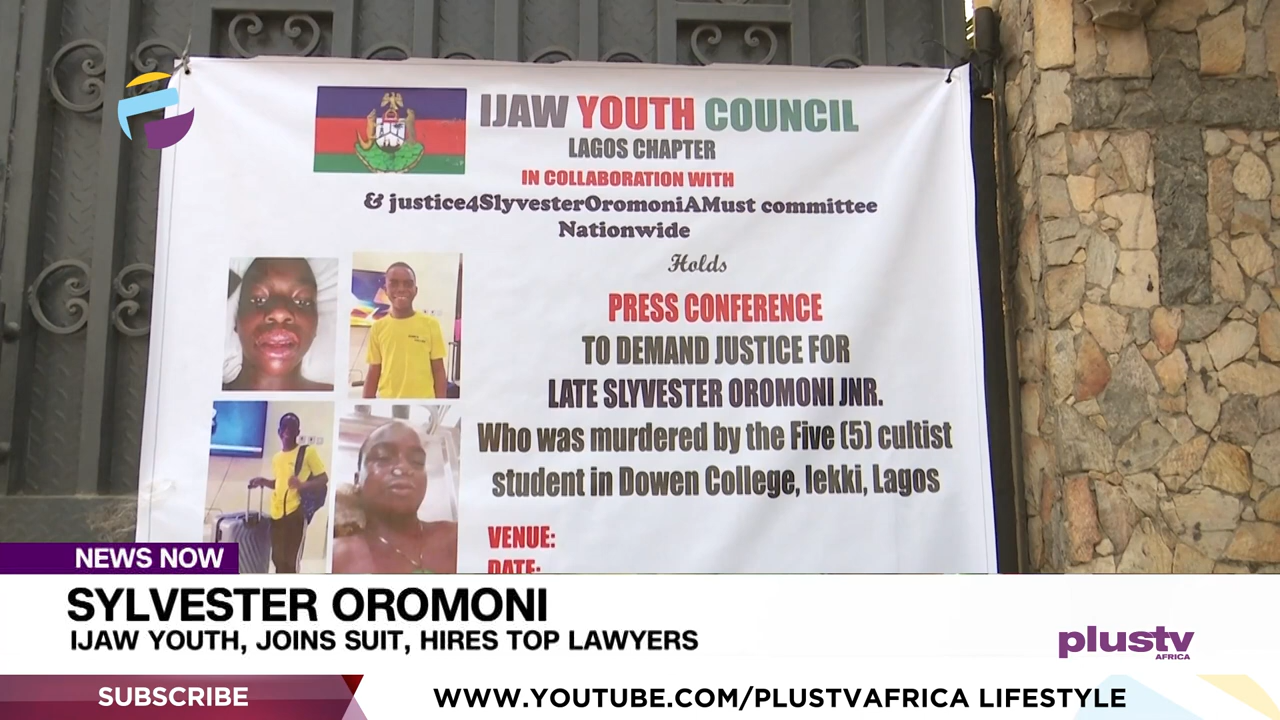 IJAW YOUTH COUNCIL
LAGOS CHAPTER
IN COLLABORATION WITH
& justice4SlyvesterOromoniAMust committee
Nationwide
Holds
PRESS CONFERENCE
TO DEMAND JUSTICE FOR
LATE SLYVESTER OROMONI JNR.
Who was murdered by the Five (5) cultist
student in Dowen College, lekki, Lagos
VENUE:
DATE:
NEWS NOW
SYLVESTER OROMONI
IJAW YOUTH, JOINS SUIT, HIRES TOP LAWYERS
plustv
AFRICA
SUBSCRIBE
WWW.YOUTUBE.COM/PLUSTVAFRICA LIFESTYLE